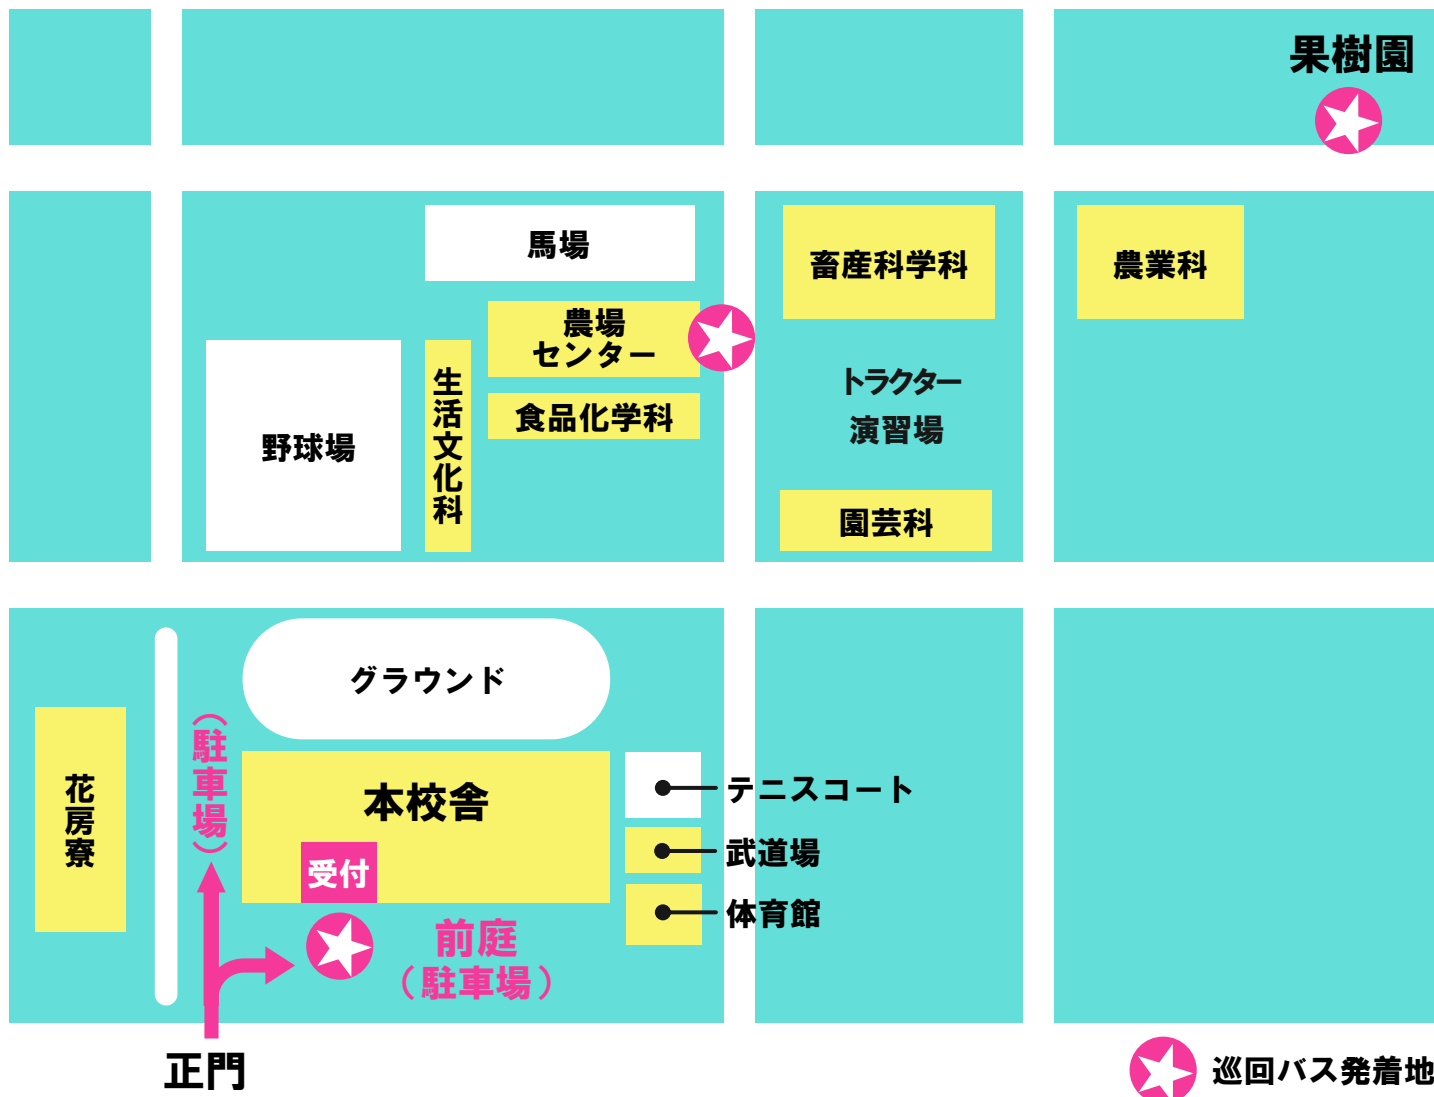 果樹園
馬場
畜産科学科
農業科
農場
センター
食品化学科
生活文化科
野球場
トラクター
演習場
園芸科
グラウンド
(駐車場)
花房寮
本校舎
受付
テニスコート
武道場
体育館
前庭
(駐車場)
正門
巡回バス発着地